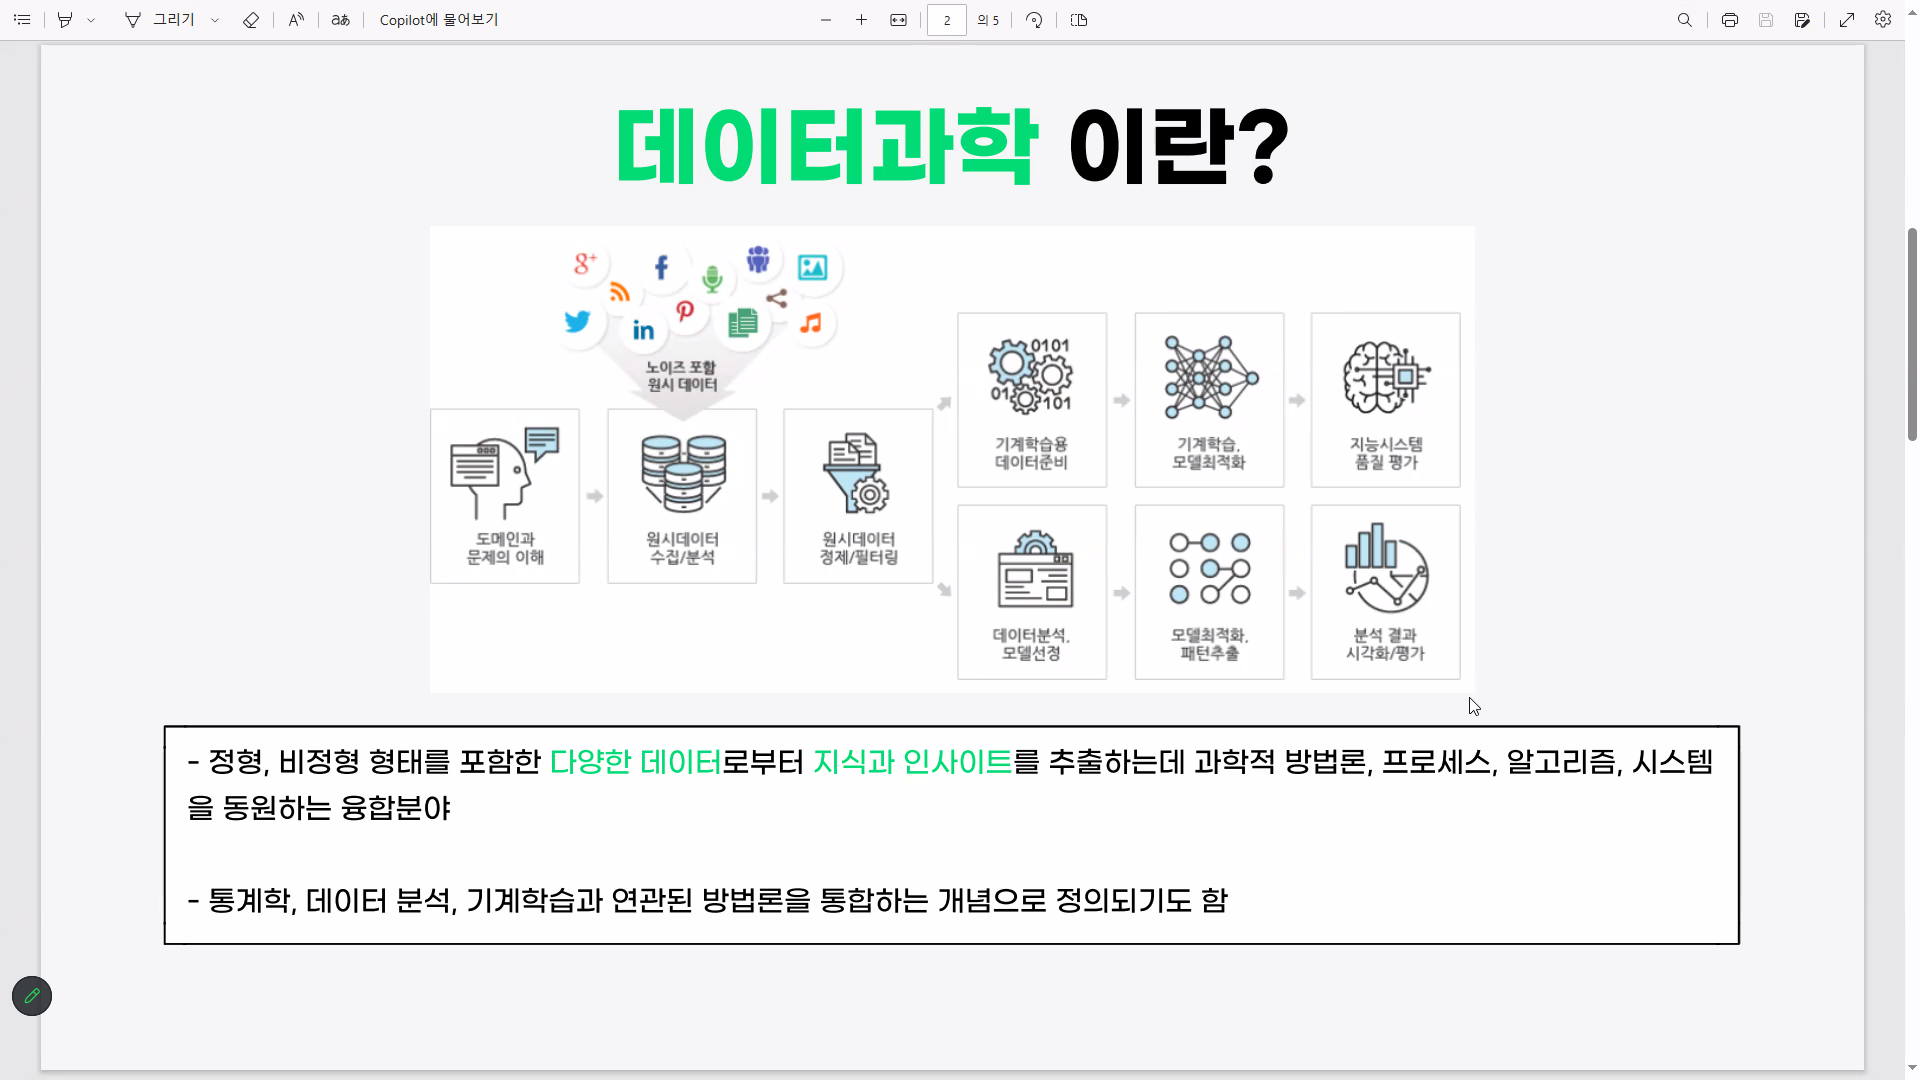 그리기
Copilot에 물어보기
2 의 5
데이터과학 이란?
노이즈 포함
원시 데이터
도메인과
문제의 이해
원시데이터
수집/분석
원시데이터
정제/필터링
0101
01
101
기계학습용
데이터준비
기계학습,
모델최적화
지능시스템
품질 평가
데이터분석,
모델선정
모델최적화,
패턴추출
분석 결과
시각화/평가
- 정형, 비정형 형태를 포함한 다양한 데이터로부터 지식과 인사이트를 추출하는데 과학적 방법론, 프로세스, 알고리즘, 시스템
을 동원하는 융합분야
- 통계학, 데이터 분석, 기계학습과 연관된 방법론을 통합하는 개념으로 정의되기도 함